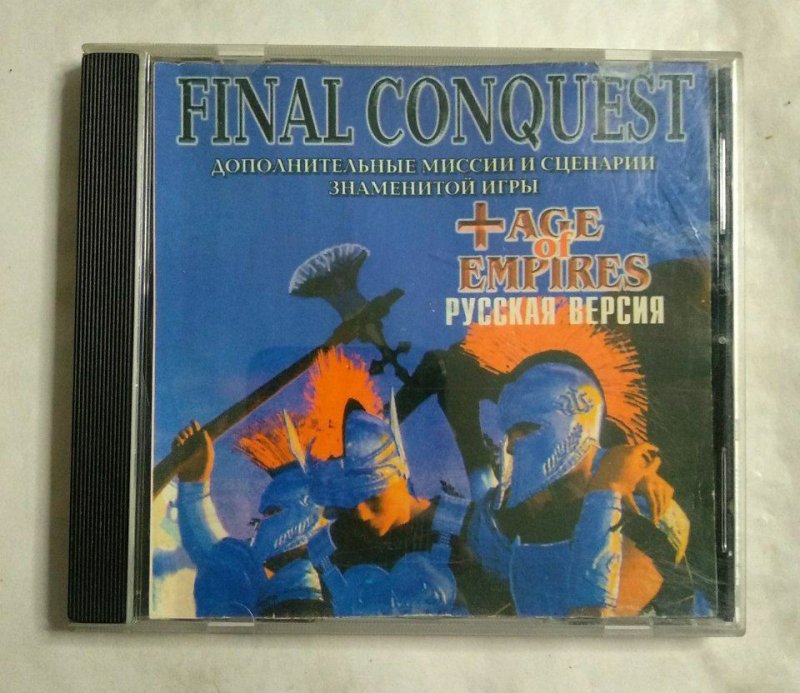 FINAL CONQUEST
ДОПОЛНИТЕЛЬНЫЕ МИССИИ И СЦЕНАРИИ
ЗНАМЕНИТОЙ ИГРЫ
+AGE
of
EMPIRES
РУССКАЯ ВЕРСИЯ